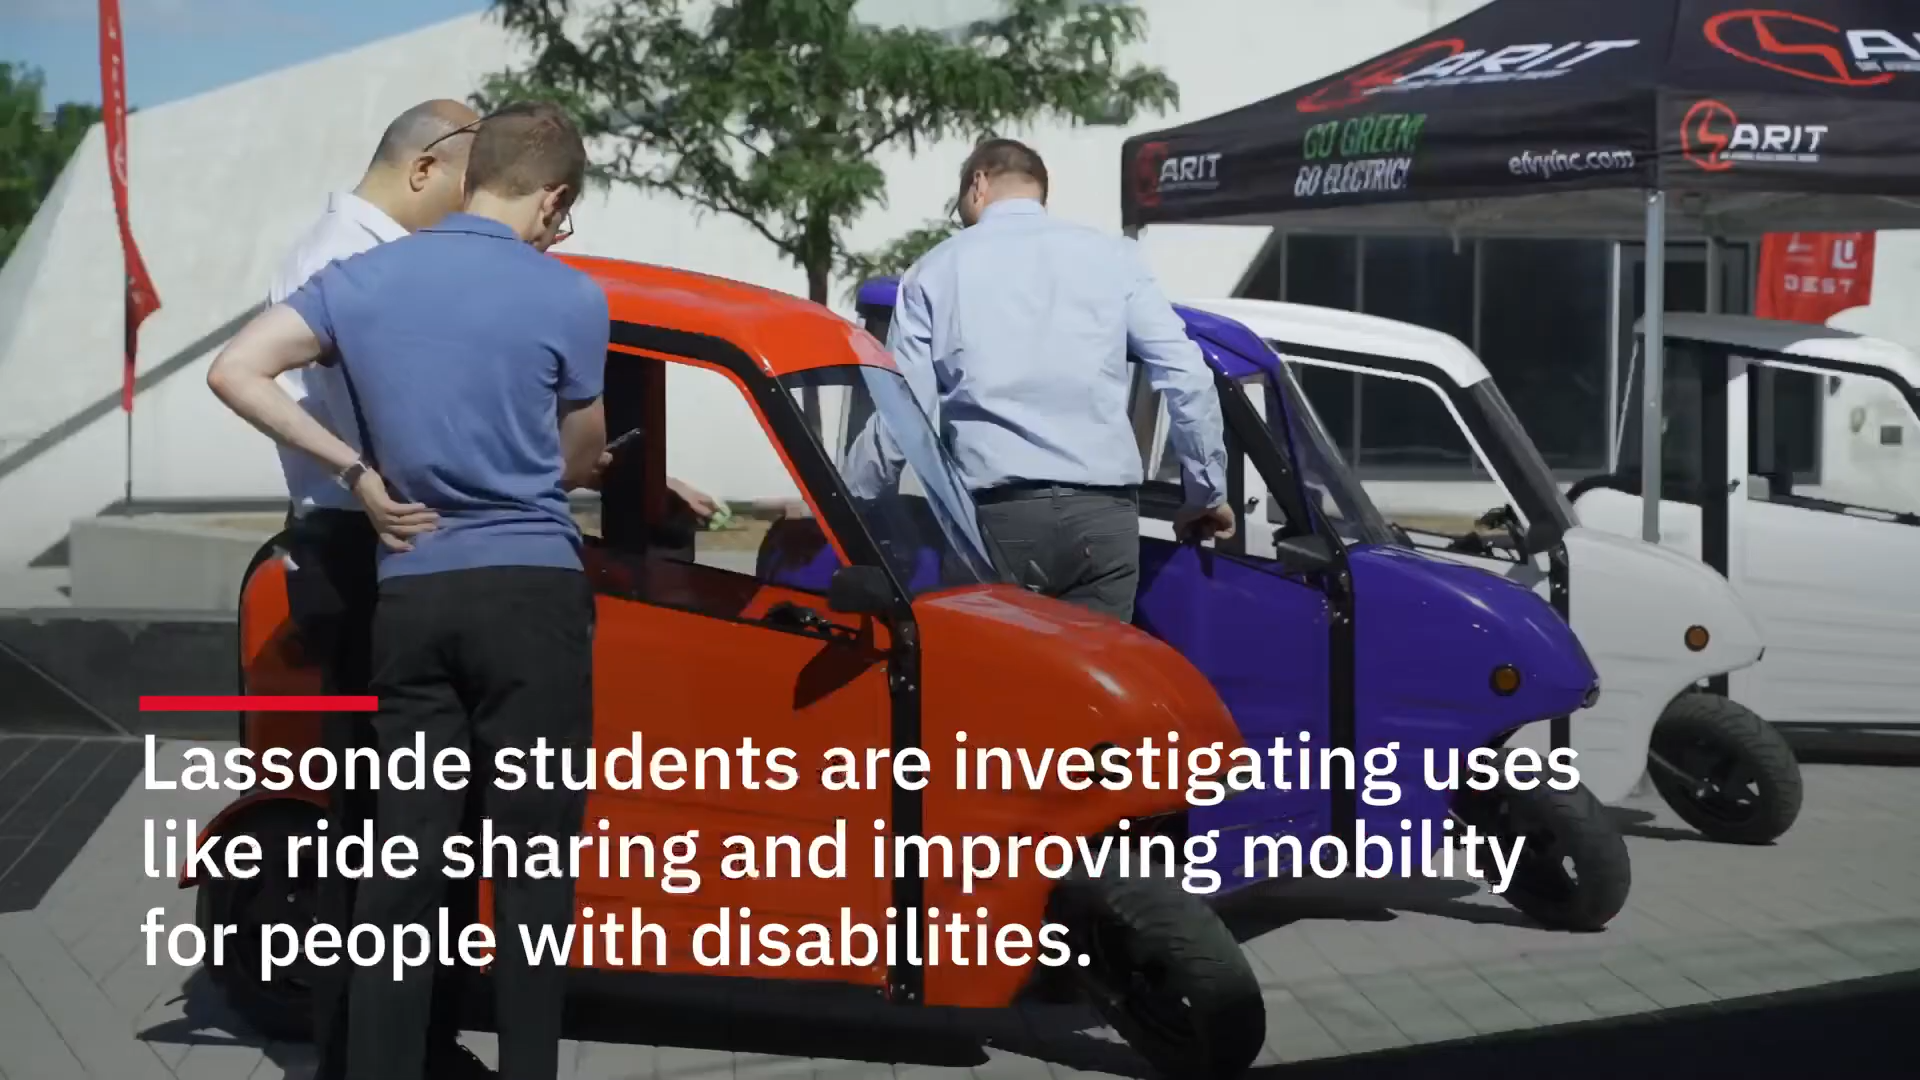 ARIT
GO GREEN!
GO ELECTRIC!
efvyinc.com
ARIT
ARIT
Lassonde students are investigating uses
like ride sharing and improving mobility
for people with disabilities.